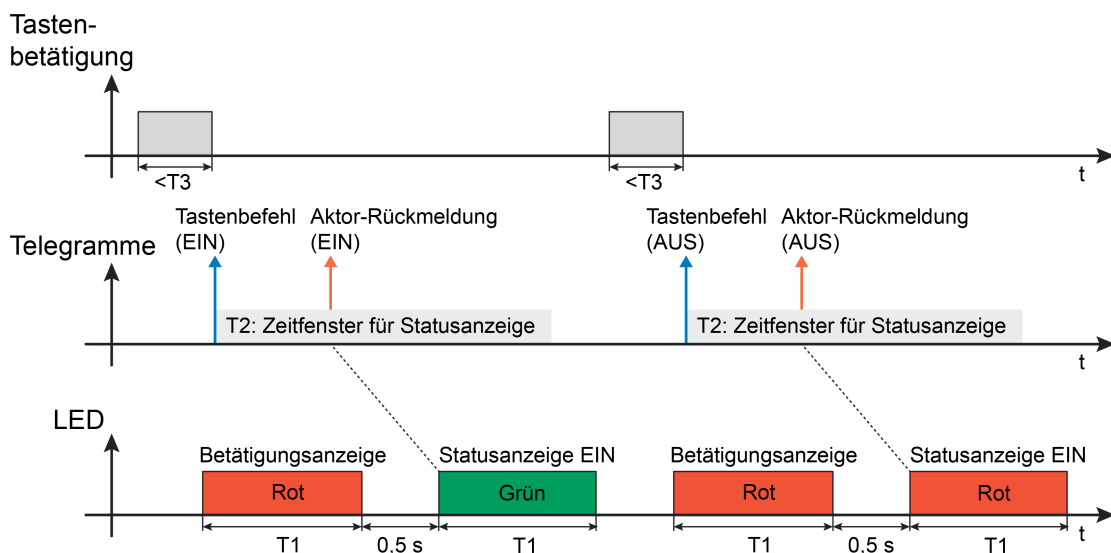 Tasten-
betätigung
<T3
<T3
t
Tastenbefehl
(EIN)
Aktor-Rückmeldung
(EIN)
Tastenbefehl
(AUS)
Aktor-Rückmeldung
(AUS)
Telegramme
T2: Zeitfenster für Statusanzeige
T2: Zeitfenster für Statusanzeige
t
LED
Betätigungsanzeige
Statusanzeige EIN
Betätigungsanzeige
Statusanzeige EIN
Rot
Grün
Rot
Rot
T1
0.5 s
T1
T1
0.5 s
T1